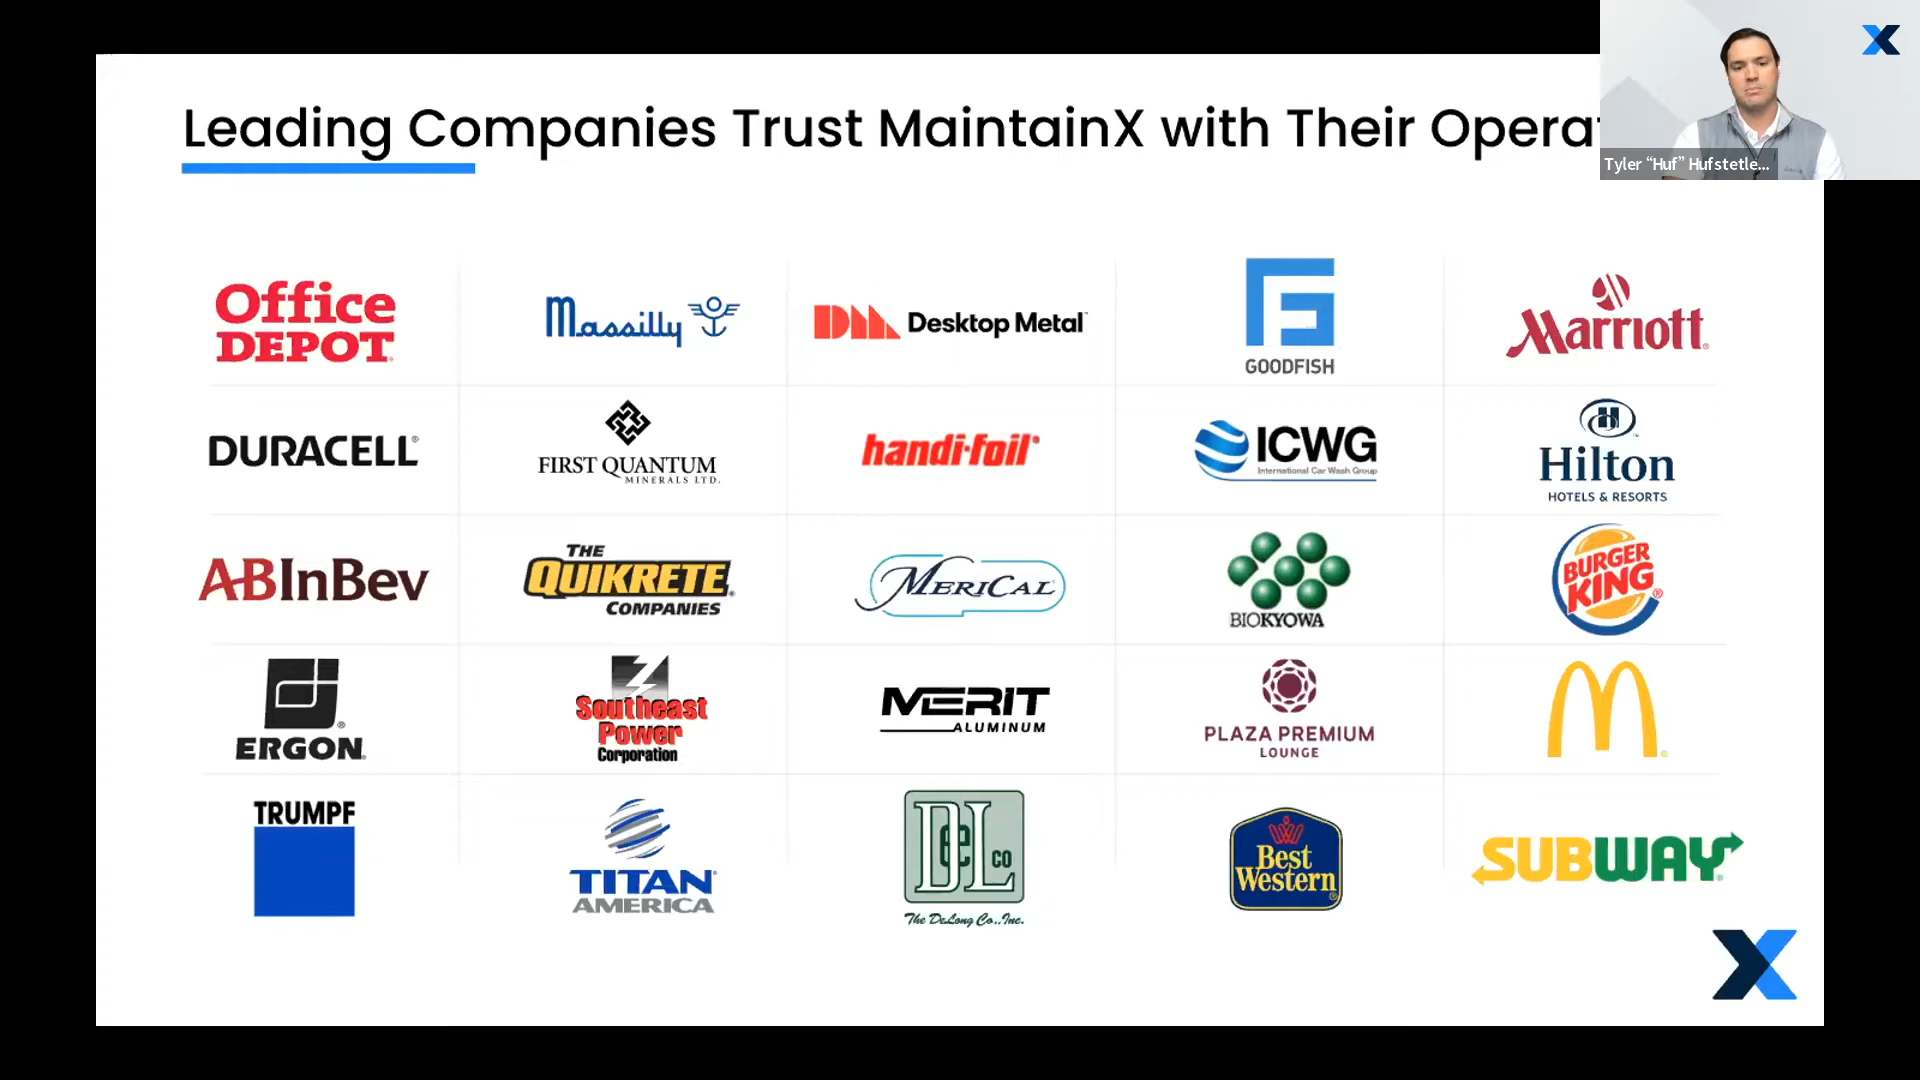 Leading Companies Trust MaintainX with Their Opera
Tyler “Huf” Hufstetle...
Office
DEPOT
Massilly
DM Desktop Metal™
GOODFISH
Marriott®
DURACELL®
FIRST QUANTUM
MINERALS LTD.
handi-foil®
ICWG
International Car Wash Group
H
Hilton
HOTELS & RESORTS
ABInBev
THE
QUIKRETE®
COMPANIES
MERICAL
BIOKYOWA
BURGER
KING®
ERGON®
Southeast
Power
Corporation
MERIT
ALUMINUM
PLAZA PREMIUM
LOUNGE
M
TRUMPF
TITAN®
AMERICA
DeL
CO
The DeLong Co., Inc.
Best
Western®
SUBWAY®
X